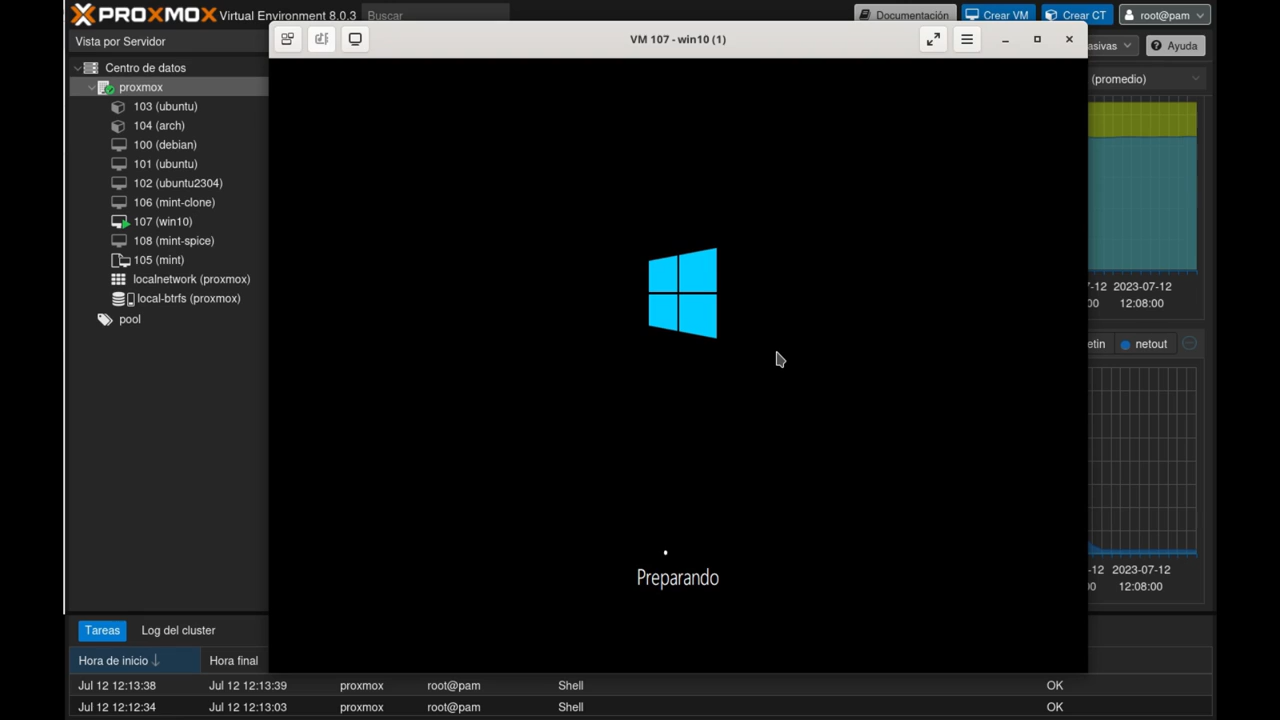 PROXMOX Virtual Environment 8.0.3 Buscar Documentación Crear VM Crear CT root@pam
Vista por Servidor
VM 107 - win10 (1)
asivas Ayuda
Centro de datos
proxmox
(promedio)
103 (ubuntu)
104 (arch)
100 (debian)
101 (ubuntu)
102 (ubuntu2304)
106 (mint-clone)
107 (win10)
108 (mint-spice)
105 (mint)
localnetwork (proxmox)
local-btrfs (proxmox)
pool
-12 2023-07-12
00 12:08:00
etin netout
-12 2023-07-12
:00 12:08:00
Preparando
Tareas Log del cluster
Hora de inicio Hora final
Jul 12 12:13:38 Jul 12 12:13:39 proxmox root@pam Shell OK
Jul 12 12:12:34 Jul 12 12:13:03 proxmox root@pam Shell OK